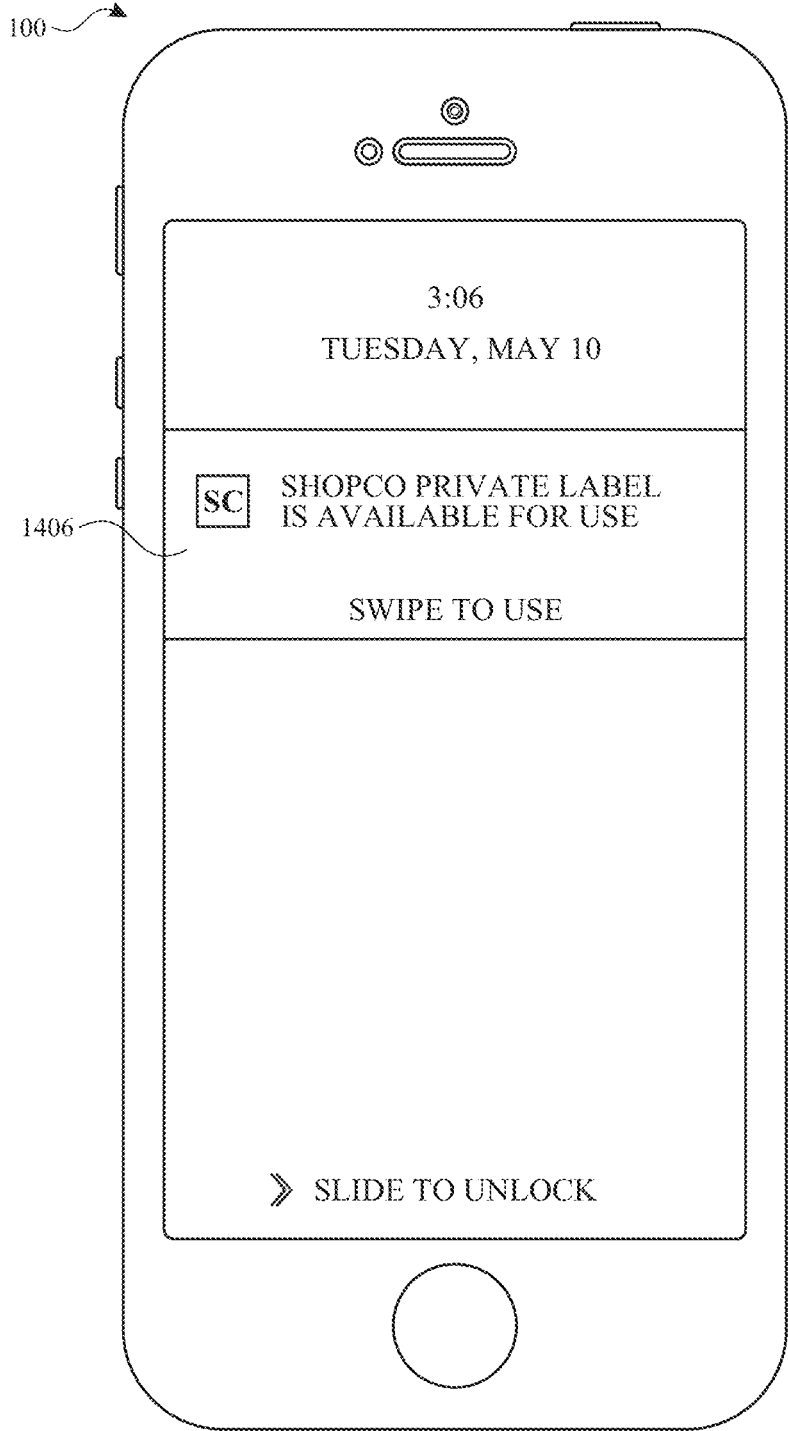 100
3:06
TUESDAY, MAY 10
SC
SHOPCO PRIVATE LABEL
IS AVAILABLE FOR USE
1406
SWIPE TO USE
SLIDE TO UNLOCK